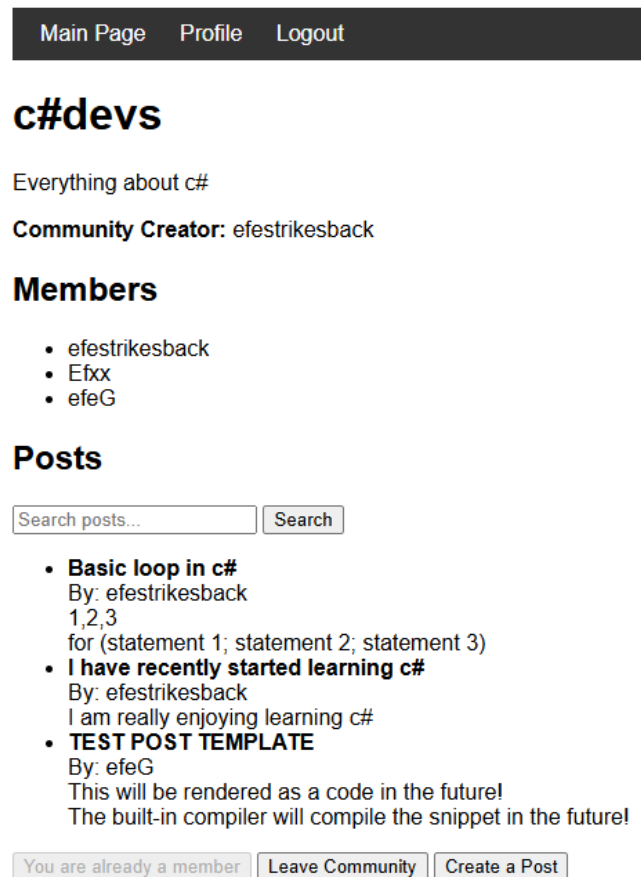 Main Page Profile Logout
c#devs
Everything about c#
Community Creator: efestrikesback
Members
efestrikesback
Efxx
efeG
Posts
Search posts... Search
Basic loop in c#
By: efestrikesback
1,2,3
for (statement 1; statement 2; statement 3)
I have recently started learning c#
By: efestrikesback
I am really enjoying learning c#
TEST POST TEMPLATE
By: efeG
This will be rendered as a code in the future!
The built-in compiler will compile the snippet in the future!
You are already a member Leave Community Create a Post